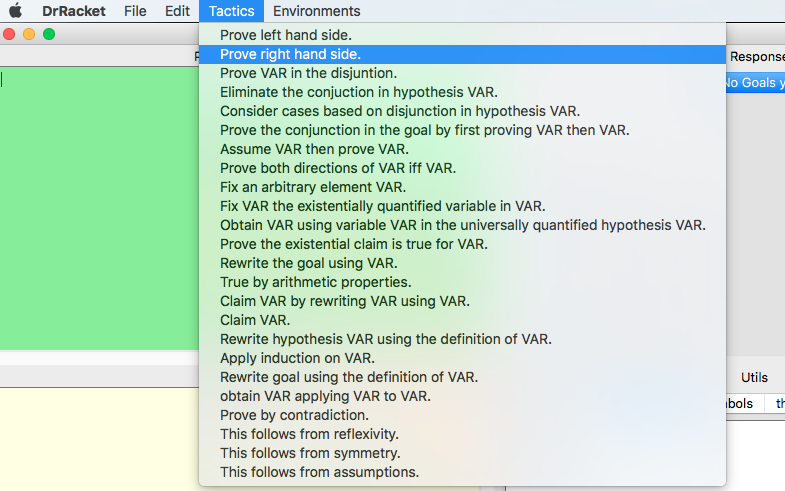 DrRacket File Edit Tactics Environments
Prove left hand side.
Prove right hand side.
Response
Prove VAR in the disjuntion.
No Goals y
Eliminate the conjuction in hypothesis VAR.
Consider cases based on disjunction in hypothesis VAR.
Prove the conjunction in the goal by first proving VAR then VAR.
Assume VAR then prove VAR.
Prove both directions of VAR iff VAR.
Fix an arbitrary element VAR.
Fix VAR the existentially quantified variable in VAR.
Obtain VAR using variable VAR in the universally quantified hypothesis VAR.
Prove the existential claim is true for VAR.
Rewrite the goal using VAR.
True by arithmetic properties.
Claim VAR by rewriting VAR using VAR.
Claim VAR.
Rewrite hypothesis VAR using the definition of VAR.
Apply induction on VAR.
Rewrite goal using the definition of VAR.
Utils
obtain VAR applying VAR to VAR.
bols th
Prove by contradiction.
This follows from reflexivity.
This follows from symmetry.
This follows from assumptions.